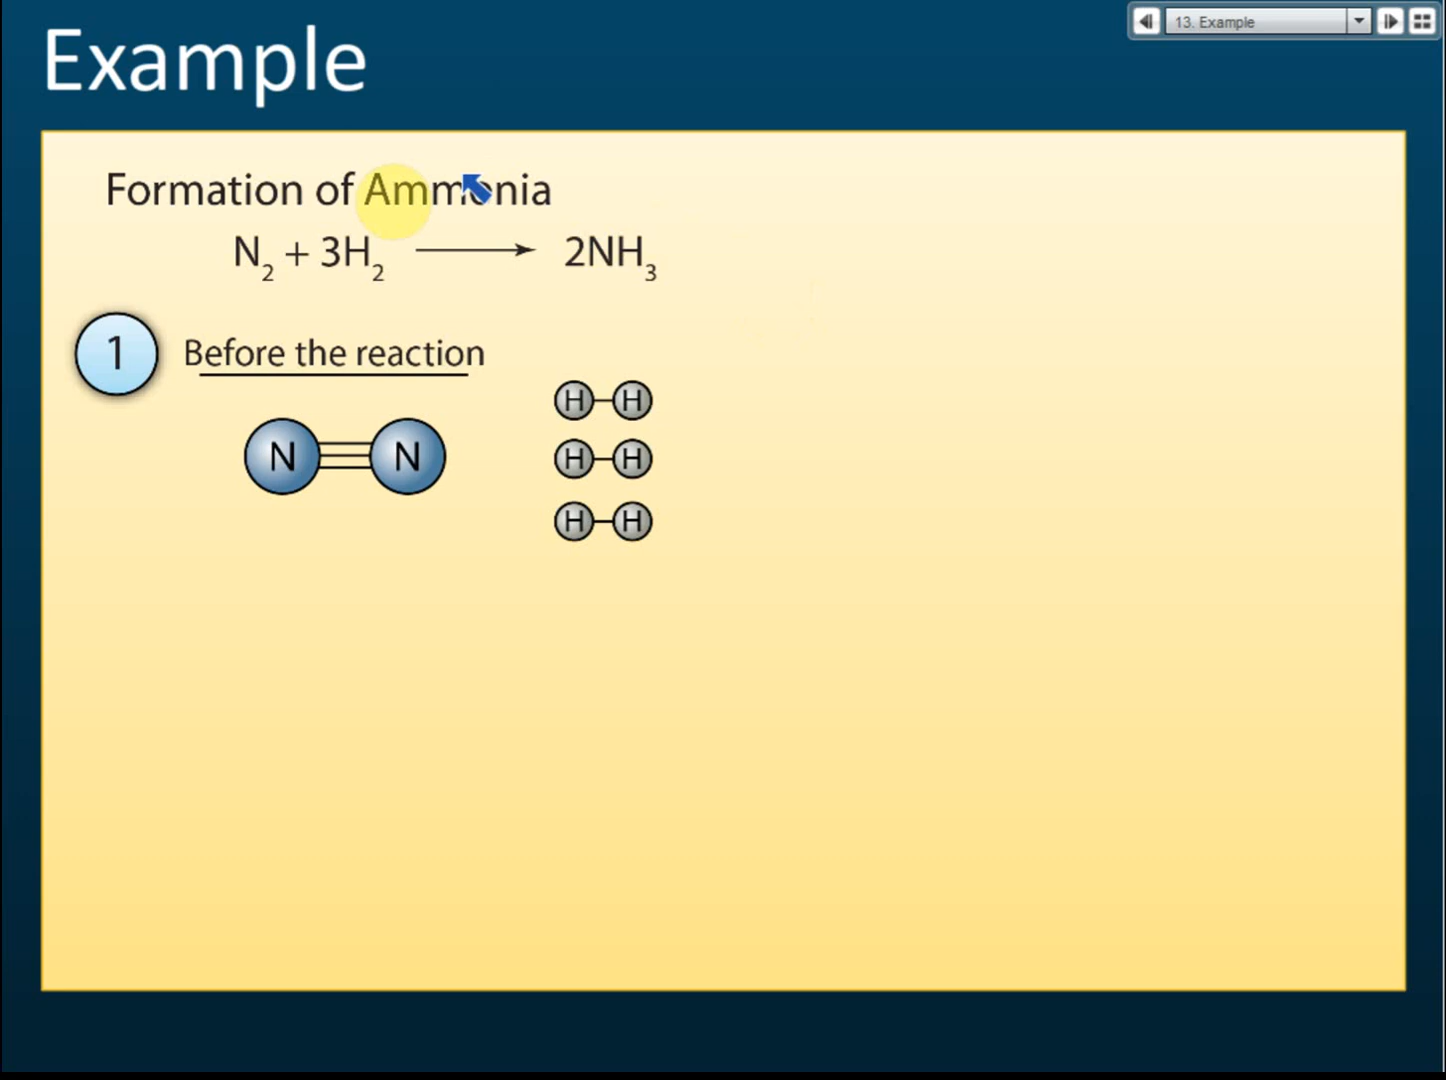 Example
13. Example
Formation of Ammonia
N₂ + 3H₂ ⟶ 2NH₃
1 Before the reaction
N N
H H
H H
H H